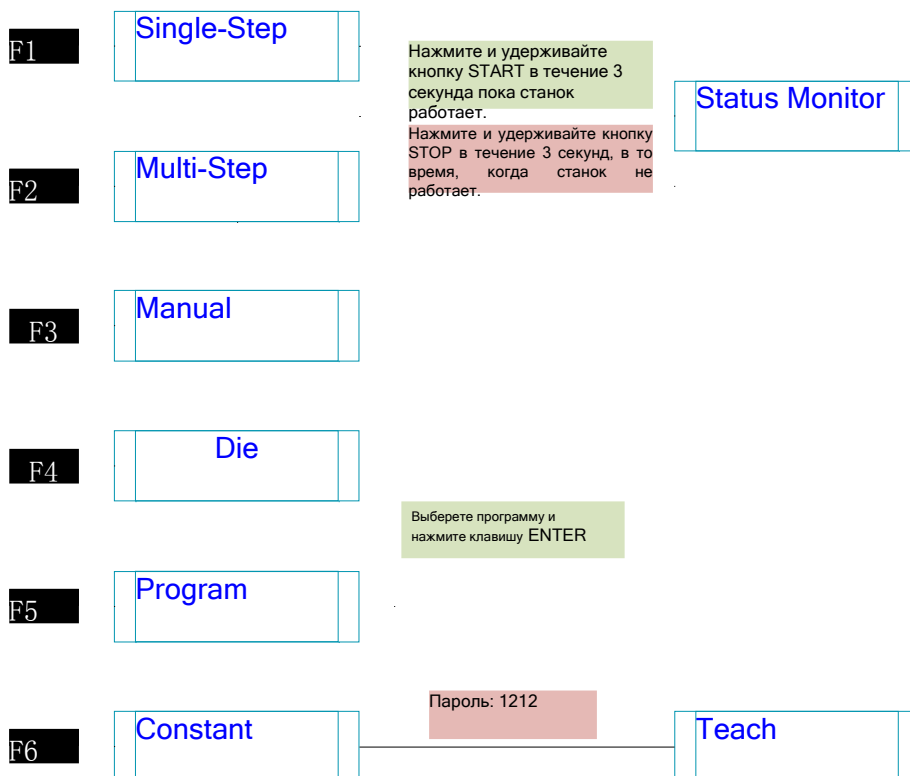 F1
Single-Step
Нажмите и удерживайте
кнопку START в течение 3
секунда пока станок
работает.
Status Monitor
Нажмите и удерживайте кнопку
STOP в течение 3 секунд, в то
время, когда станок не
работает.
F2
Multi-Step
F3
Manual
F4
Die
Выберете программу и
нажмите клавишу ENTER
F5
Program
F6
Constant
Пароль: 1212
Teach